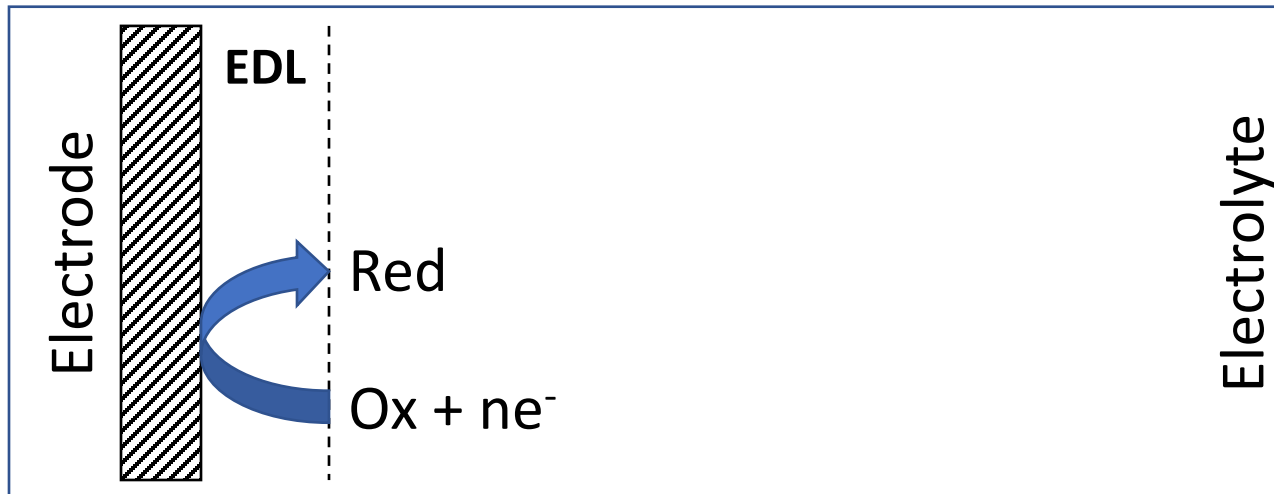 Electrode
EDL
Red
Ox + ne⁻
Electrolyte